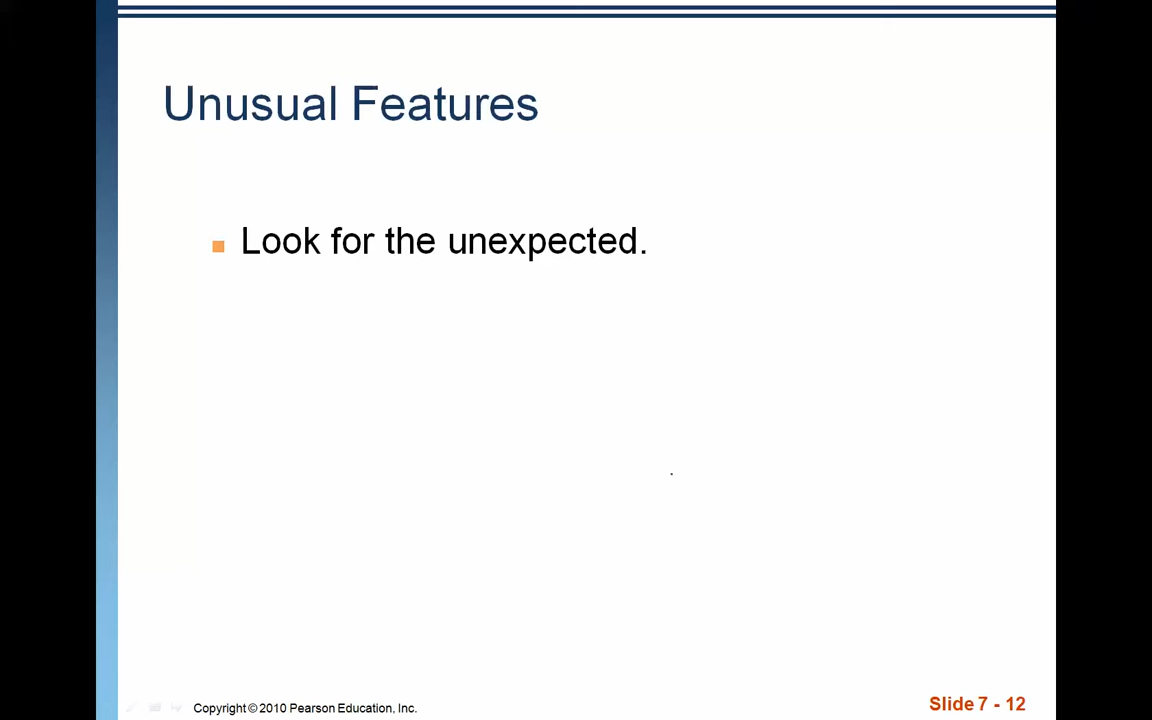 Unusual Features
Look for the unexpected.
Copyright © 2010 Pearson Education, Inc.
Slide 7 - 12